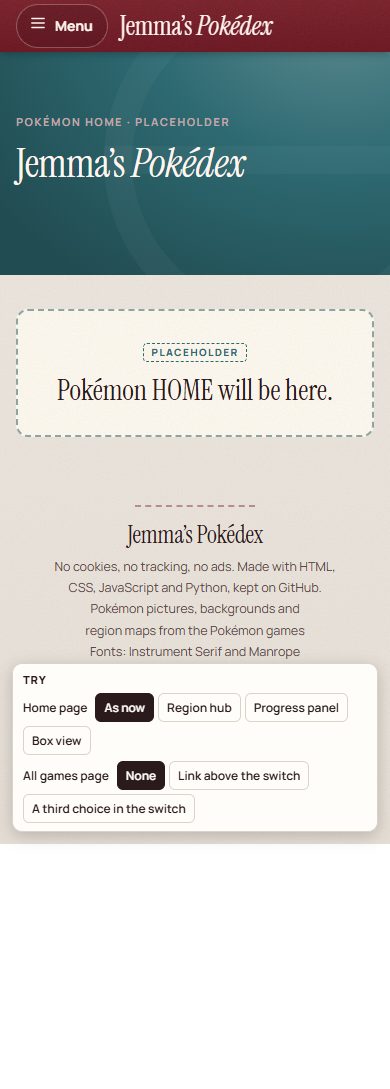 Menu
Jemma’s Pokédex
POKÉMON HOME · PLACEHOLDER
Jemma’s Pokédex
PLACEHOLDER
Pokémon HOME will be here.
Jemma’s Pokédex
No cookies, no tracking, no ads. Made with HTML,
CSS, JavaScript and Python, kept on GitHub.
Pokémon pictures, backgrounds and
region maps from the Pokémon games
Fonts: Instrument Serif and Manrope
TRY
Home page As now Region hub Progress panel
Box view
All games page None Link above the switch
A third choice in the switch